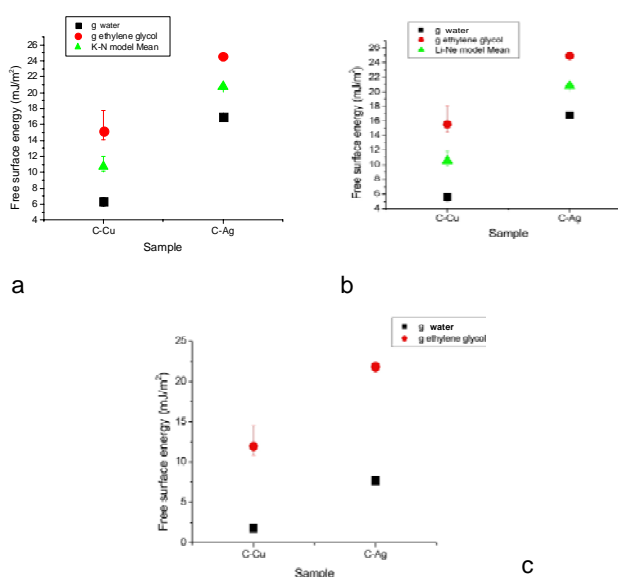 g water
g ethylene glycol
K-N model Mean
26
24
22
20
18
16
14
12
10
8
6
4
Free surface energy (mJ/m²)
C-Cu
C-Ag
Sample
a
g water
g ethylene glycol
Li-Ne model Mean
26
24
22
20
18
16
14
12
10
8
6
4
Free surface energy (mJ/m²)
C-Cu
C-Ag
Sample
b
g water
g ethylene glycol
25
20
15
10
5
0
Free surface energy (mJ/m²)
C-Cu
C-Ag
Sample
c